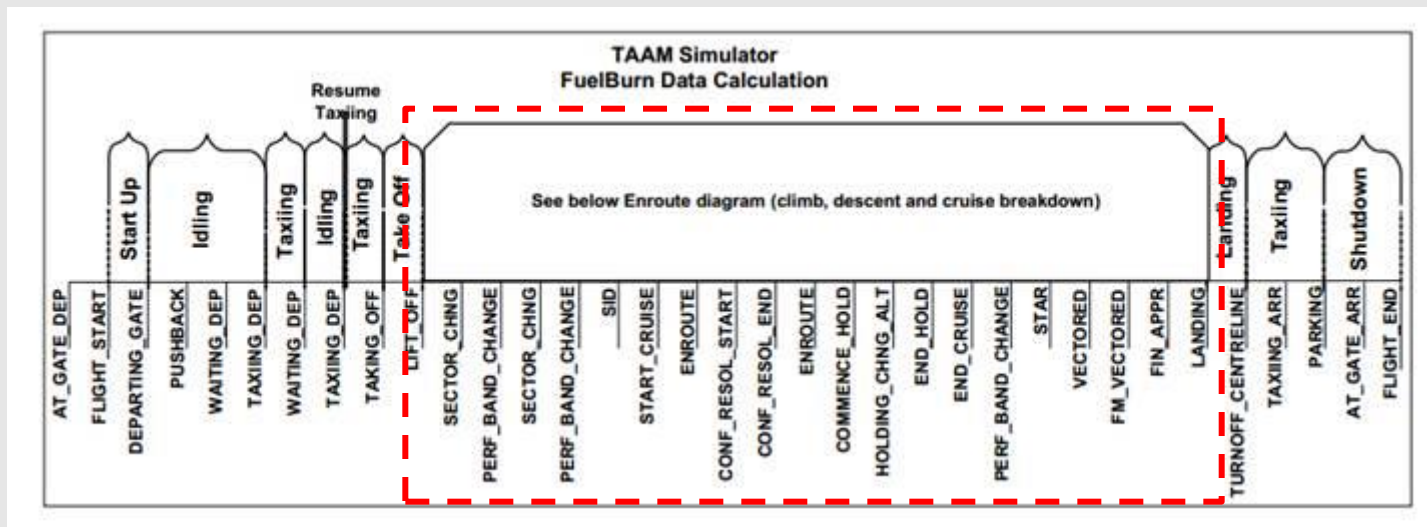 TAAM Simulator
FuelBurn Data Calculation
Resume
Taxiing
Start Up
Idling
Taxiing
Idling
Taxiing
Take Off
See below Enroute diagram (climb, descent and cruise breakdown)
Landing
Taxiing
Shutdown
AT_GATE_DEP
FLIGHT_START
DEPARTING_GATE
PUSHBACK
WAITING_DEP
TAXIING_DEP
WAITING_DEP
TAXIING_DEP
TAKING_OFF
LIFT_OFF
SECTOR_CHNG
PERF_BAND_CHANGE
SECTOR_CHNG
PERF_BAND_CHANGE
SID
START_CRUISE
ENROUTE
CONF_RESOL_START
CONF_RESOL_END
ENROUTE
COMMENCE_HOLD
HOLDING_CHNG_ALT
END_HOLD
END_CRUISE
PERF_BAND_CHANGE
STAR
VECTORED
FM_VECTORED
FIN_APPR
LANDING
TURNOFF_CENTRELINE
TAXIING_ARR
PARKING
AT_GATE_ARR
FLIGHT_END